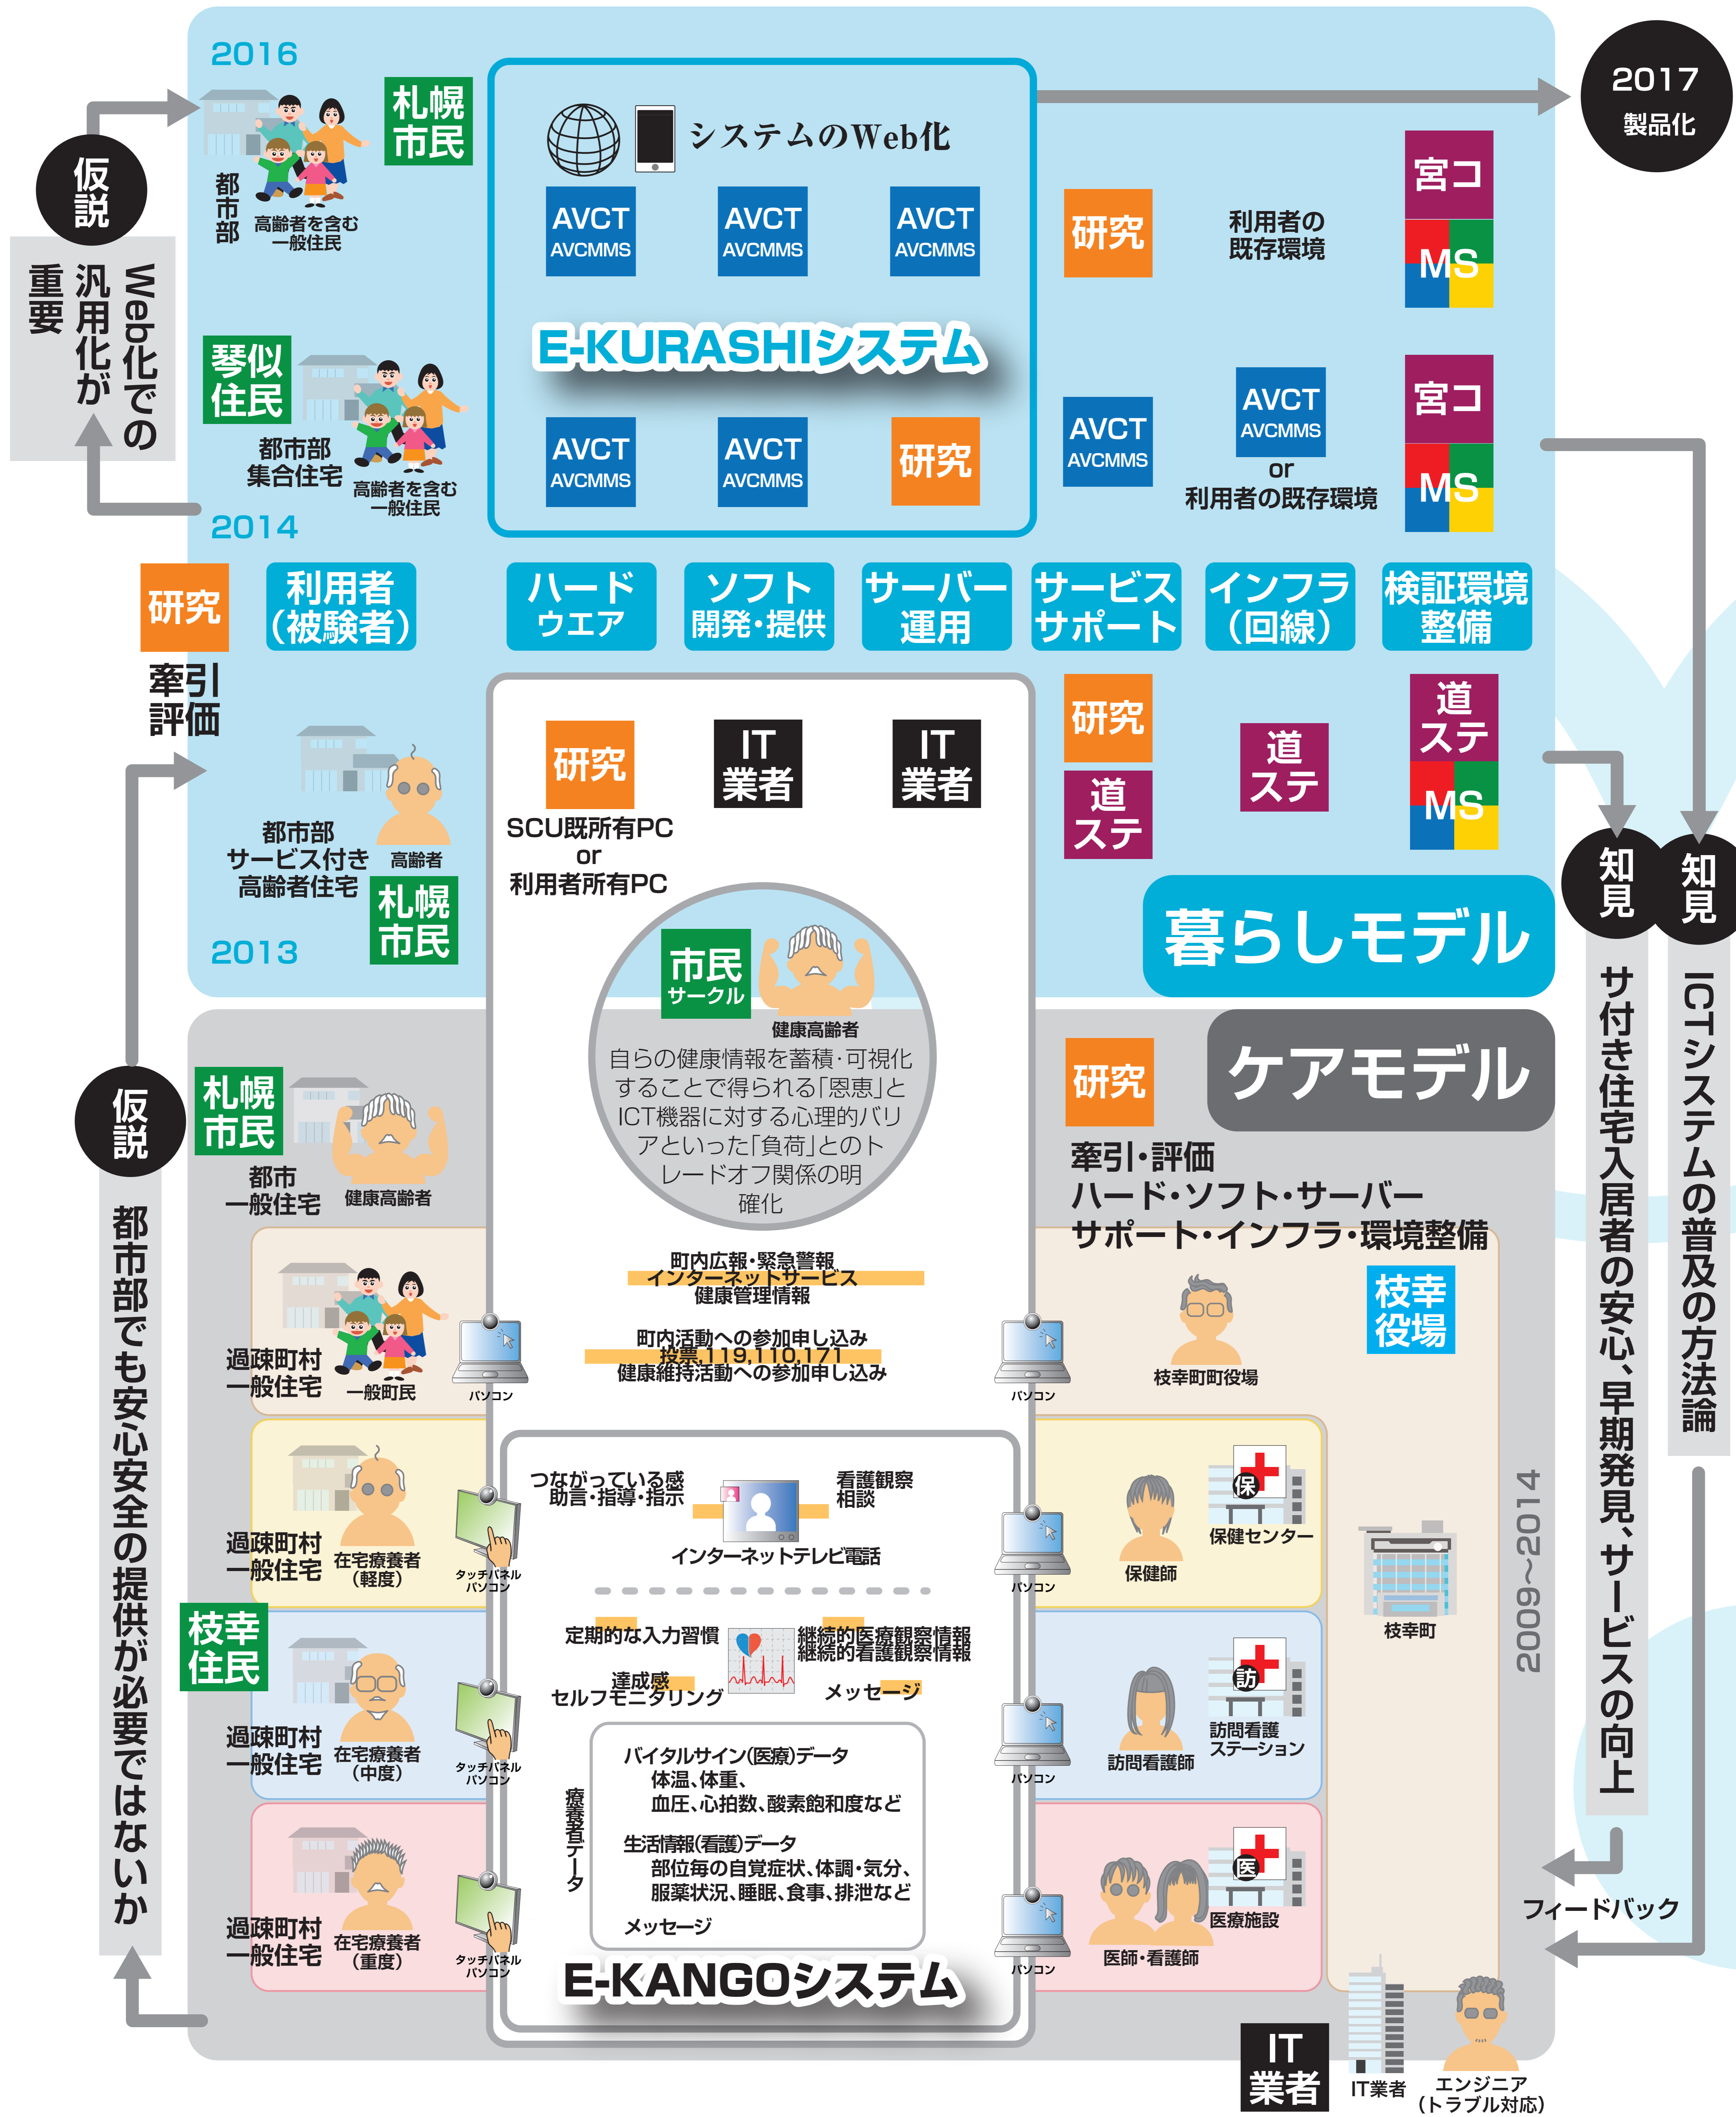 2016
札幌
市民
都市部
高齢者を含む
一般住民
システムのWeb化
AVCT
AVCMMS
AVCT
AVCMMS
AVCT
AVCMMS
研究
利用者の
既存環境
宮コ
MS
2017
製品化
仮説
Web化での
汎用化が
重要
E-KURASHIシステム
琴似
住民
都市部
集合住宅
高齢者を含む
一般住民
2014
AVCT
AVCMMS
AVCT
AVCMMS
研究
AVCT
AVCMMS
AVCT
AVCMMS
or
利用者の既存環境
宮コ
MS
研究
牽引
評価
利用者
（被験者）
ハード
ウエア
ソフト
開発・提供
サーバー
運用
サービス
サポート
インフラ
（回線）
検証環境
整備
都市部
サービス付き
高齢者住宅
高齢者
札幌
市民
2013
研究
SCU既所有PC
or
利用者所有PC
IT
業者
IT
業者
研究
道
ステ
道
ステ
道
ステ
MS
暮らしモデル
知見
サ付き住宅入居者の安心、早期発見、サービスの向上
知見
ICTシステムの普及の方法論
市民
サークル
健康高齢者
自らの健康情報を蓄積・可視化
することで得られる「恩恵」と
ICT機器に対する心理的バリ
アといった「負荷」とのト
レードオフ関係の明
確化
ケアモデル
研究
牽引・評価
ハード・ソフト・サーバー
サポート・インフラ・環境整備
仮説
都市部でも安心安全の提供が必要ではないか
札幌
市民
都市
一般住宅
健康高齢者
町内広報・緊急警報
インターネットサービス
健康管理情報
町内活動への参加申し込み
投票,119,110,171
健康維持活動への参加申し込み
過疎町村
一般住宅
一般町民
パソコン
パソコン
枝幸町町役場
枝幸
役場
過疎町村
一般住宅
在宅療養者
（軽度）
タッチパネル
パソコン
つながっている感
助言・指導・指示
看護観察
相談
インターネットテレビ電話
パソコン
保健師
保
保健センター
枝幸町
2009〜2014
枝幸
住民
過疎町村
一般住宅
在宅療養者
（中度）
タッチパネル
パソコン
定期的な入力習慣
継続的医療観察情報
継続的看護観察情報
達成感
セルフモニタリング
メッセージ
パソコン
訪問看護師
訪
訪問看護
ステーション
過疎町村
一般住宅
在宅療養者
（重度）
タッチパネル
パソコン
療養者データ
バイタルサイン（医療）データ
体温、体重、
血圧、心拍数、酸素飽和度など
生活情報（看護）データ
部位毎の自覚症状、体調・気分、
服薬状況、睡眠、食事、排泄など
メッセージ
パソコン
医師・看護師
医
医療施設
E-KANGOシステム
フィードバック
IT
業者
IT業者
エンジニア
（トラブル対応）